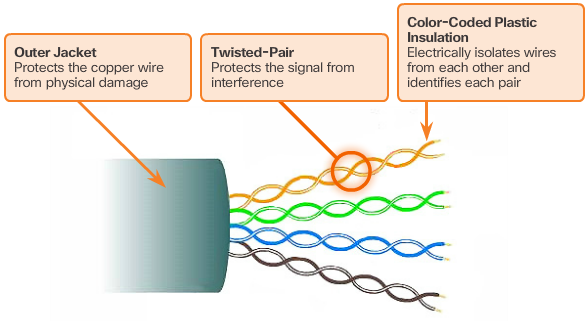 Outer Jacket
Protects the copper wire
from physical damage
Twisted-Pair
Protects the signal from
interference
Color-Coded Plastic
Insulation
Electrically isolates wires
from each other and
identifies each pair